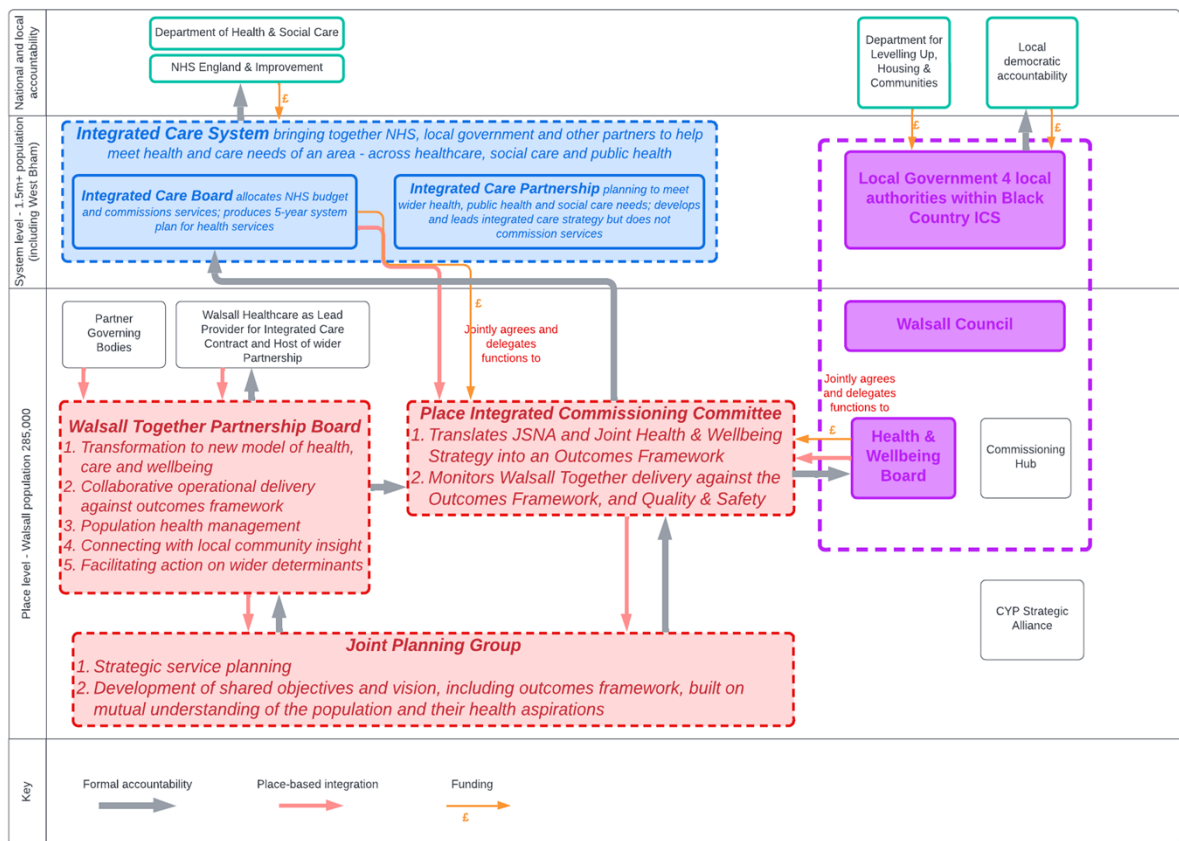 National and local
accountability
Department of Health & Social Care
NHS England & Improvement
£
Department for
Levelling Up,
Housing &
Communities
Local
democratic
accountability
£
£
System level - 1.5m+ population
(including West Bham)
Integrated Care System bringing together NHS, local government and other partners to help
meet health and care needs of an area - across healthcare, social care and public health
Integrated Care Board allocates NHS budget
and commissions services; produces 5-year system
plan for health services
Integrated Care Partnership planning to meet
wider health, public health and social care needs; develops
and leads integrated care strategy but does not
commission services
Local Government 4 local
authorities within Black
Country ICS
Place level - Walsall population 285,000
Partner
Governing
Bodies
Walsall Healthcare as Lead
Provider for Integrated Care
Contract and Host of wider
Partnership
£
Jointly agrees and
delegates
functions to
Walsall Council
Jointly agrees
and delegates
functions to
£
Walsall Together Partnership Board
1. Transformation to new model of health,
care and wellbeing
2. Collaborative operational delivery
against outcomes framework
3. Population health management
4. Connecting with local community insight
5. Facilitating action on wider determinants
Place Integrated Commissioning Committee
1. Translates JSNA and Joint Health & Wellbeing
Strategy into an Outcomes Framework
2. Monitors Walsall Together delivery against the
Outcomes Framework, and Quality & Safety
Health &
Wellbeing
Board
Commissioning
Hub
CYP Strategic
Alliance
Joint Planning Group
1. Strategic service planning
2. Development of shared objectives and vision, including outcomes framework, built on
mutual understanding of the population and their health aspirations
Key
Formal accountability
Place-based integration
Funding
£